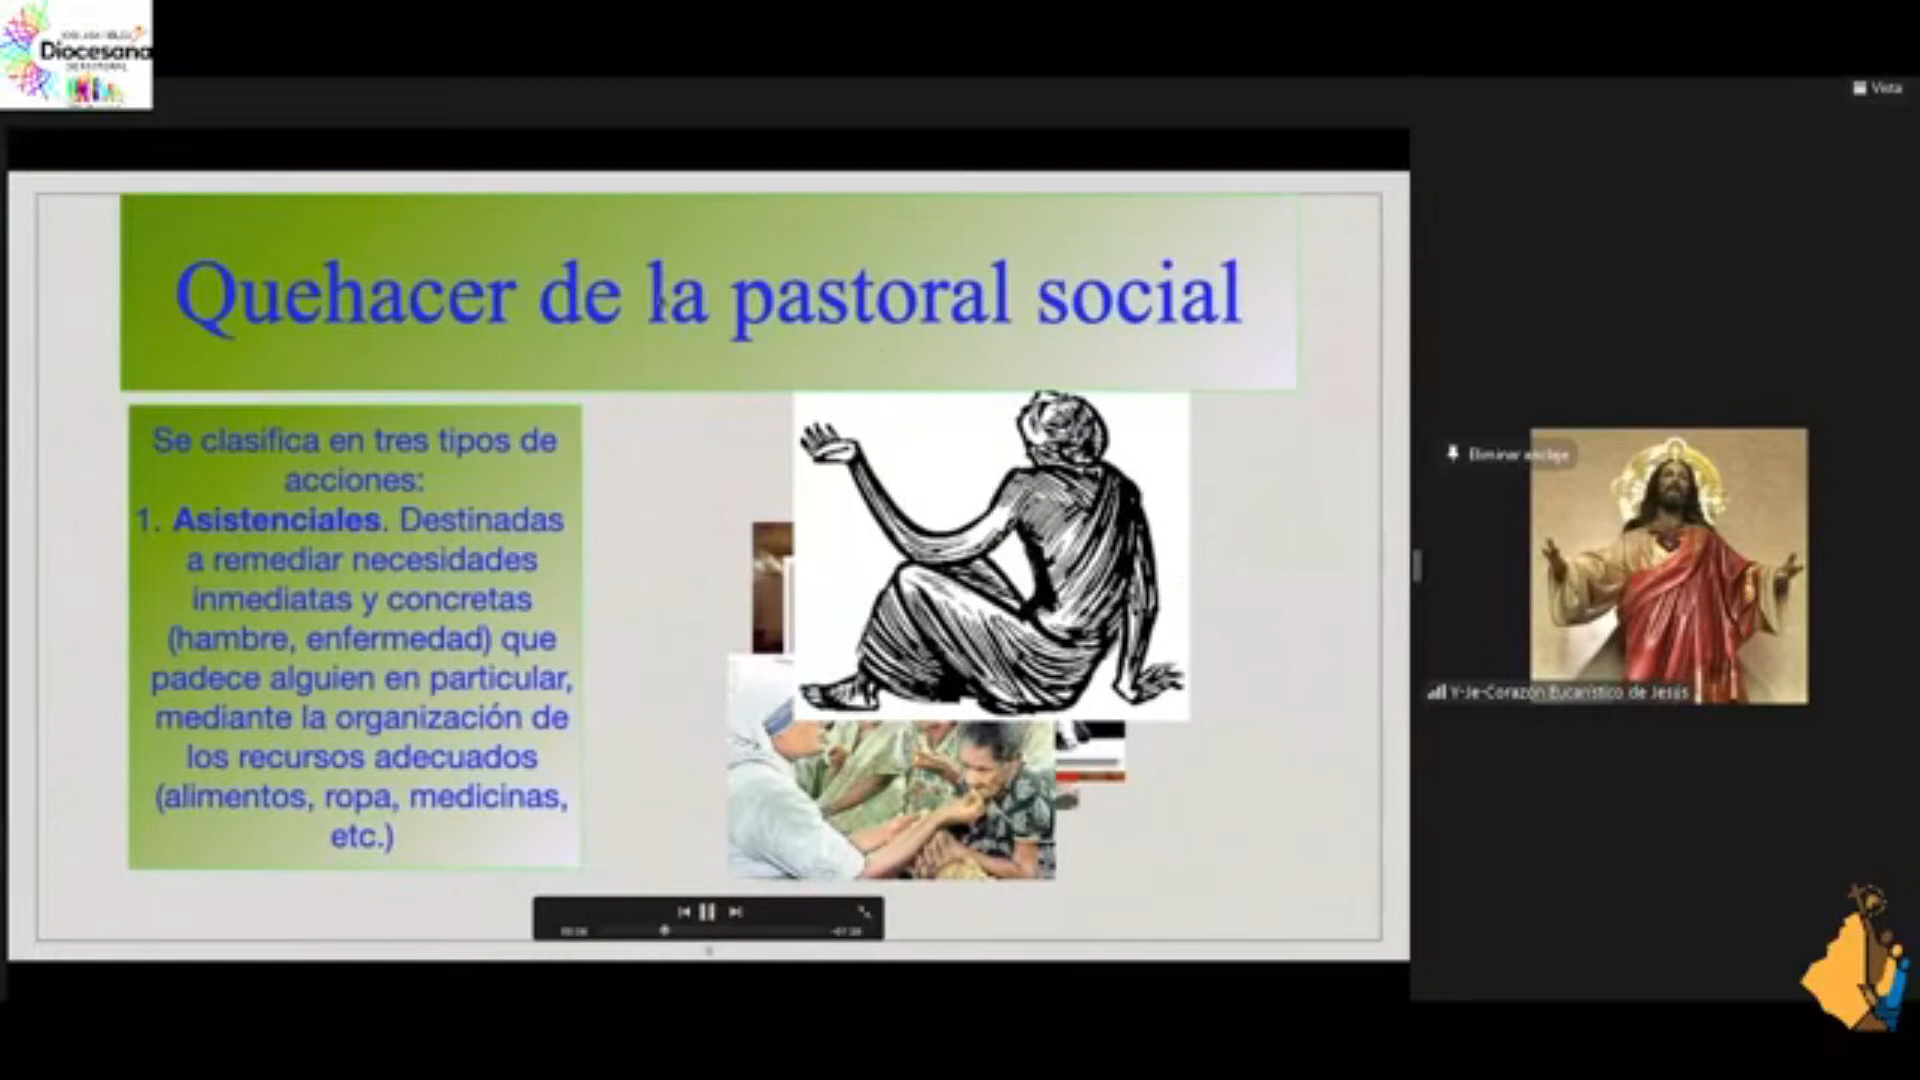 Diocesana
Vista
Quehacer de la pastoral social
Se clasifica en tres tipos de
acciones:
1. Asistenciales. Destinadas
a remediar necesidades
inmediatas y concretas
(hambre, enfermedad) que
padece alguien en particular,
mediante la organización de
los recursos adecuados
(alimentos, ropa, medicinas,
etc.)
Eliminar anclaje
Y-Je-Corazón Eucarístico de Jesús